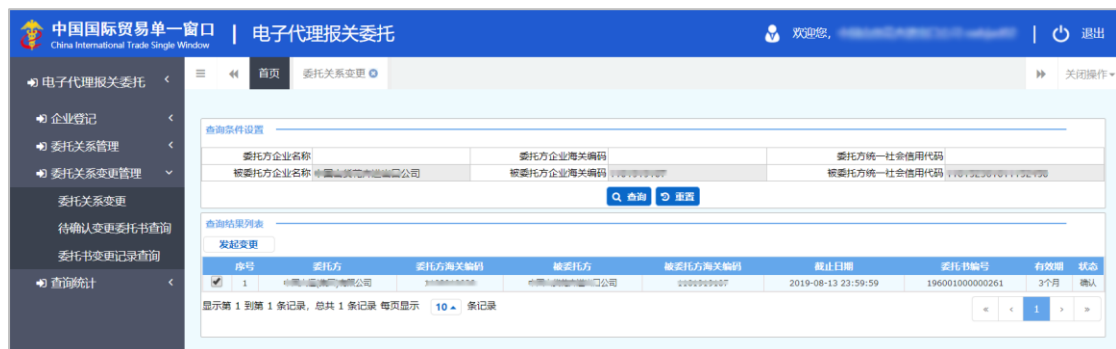 中国国际贸易单一窗口 | 电子代理报关委托 欢迎您, | 退出
China International Trade Single Window
电子代理报关委托 首页 委托关系变更 关闭操作
企业登记
委托关系管理
委托关系变更管理
委托关系变更
待确认变更委托书查询
委托书变更记录查询
查询统计
查询条件设置
委托方企业名称 委托方企业海关编码 委托方统一社会信用代码
被委托方企业名称 公司 被委托方企业海关编码 被委托方统一社会信用代码
查询 重置
查询结果列表
发起变更
序号 委托方 委托方海关编码 被委托方 被委托方海关编码 截止日期 委托书编号 有效期 状态
1 公司 公司 2019-08-13 23:59:59 196001000000261 3个月 确认
显示第 1 到第 1 条记录，总共 1 条记录 每页显示 10 条记录 « ‹ 1 › »